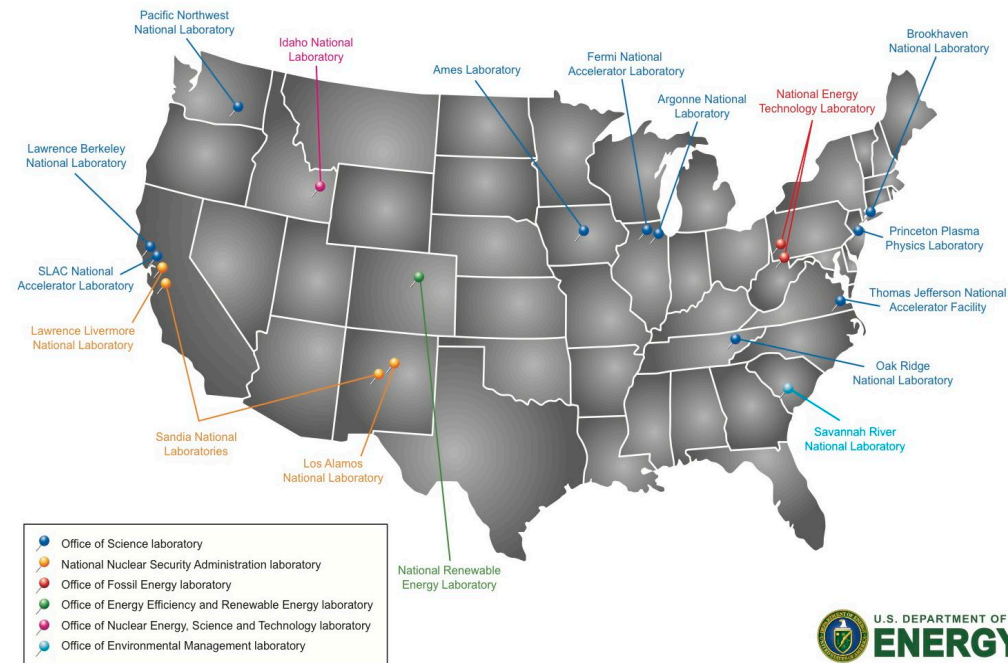 Pacific Northwest
National Laboratory
Idaho National
Laboratory
Ames Laboratory
Fermi National
Accelerator Laboratory
Argonne National
Laboratory
National Energy
Technology Laboratory
Brookhaven
National Laboratory
Lawrence Berkeley
National Laboratory
SLAC National
Accelerator Laboratory
Lawrence Livermore
National Laboratory
Princeton Plasma
Physics Laboratory
Thomas Jefferson National
Accelerator Facility
Oak Ridge
National Laboratory
Savannah River
National Laboratory
Sandia National
Laboratories
Los Alamos
National Laboratory
National Renewable
Energy Laboratory
Office of Science laboratory
National Nuclear Security Administration laboratory
Office of Fossil Energy laboratory
Office of Energy Efficiency and Renewable Energy laboratory
Office of Nuclear Energy, Science and Technology laboratory
Office of Environmental Management laboratory
U.S. DEPARTMENT OF
ENERGY